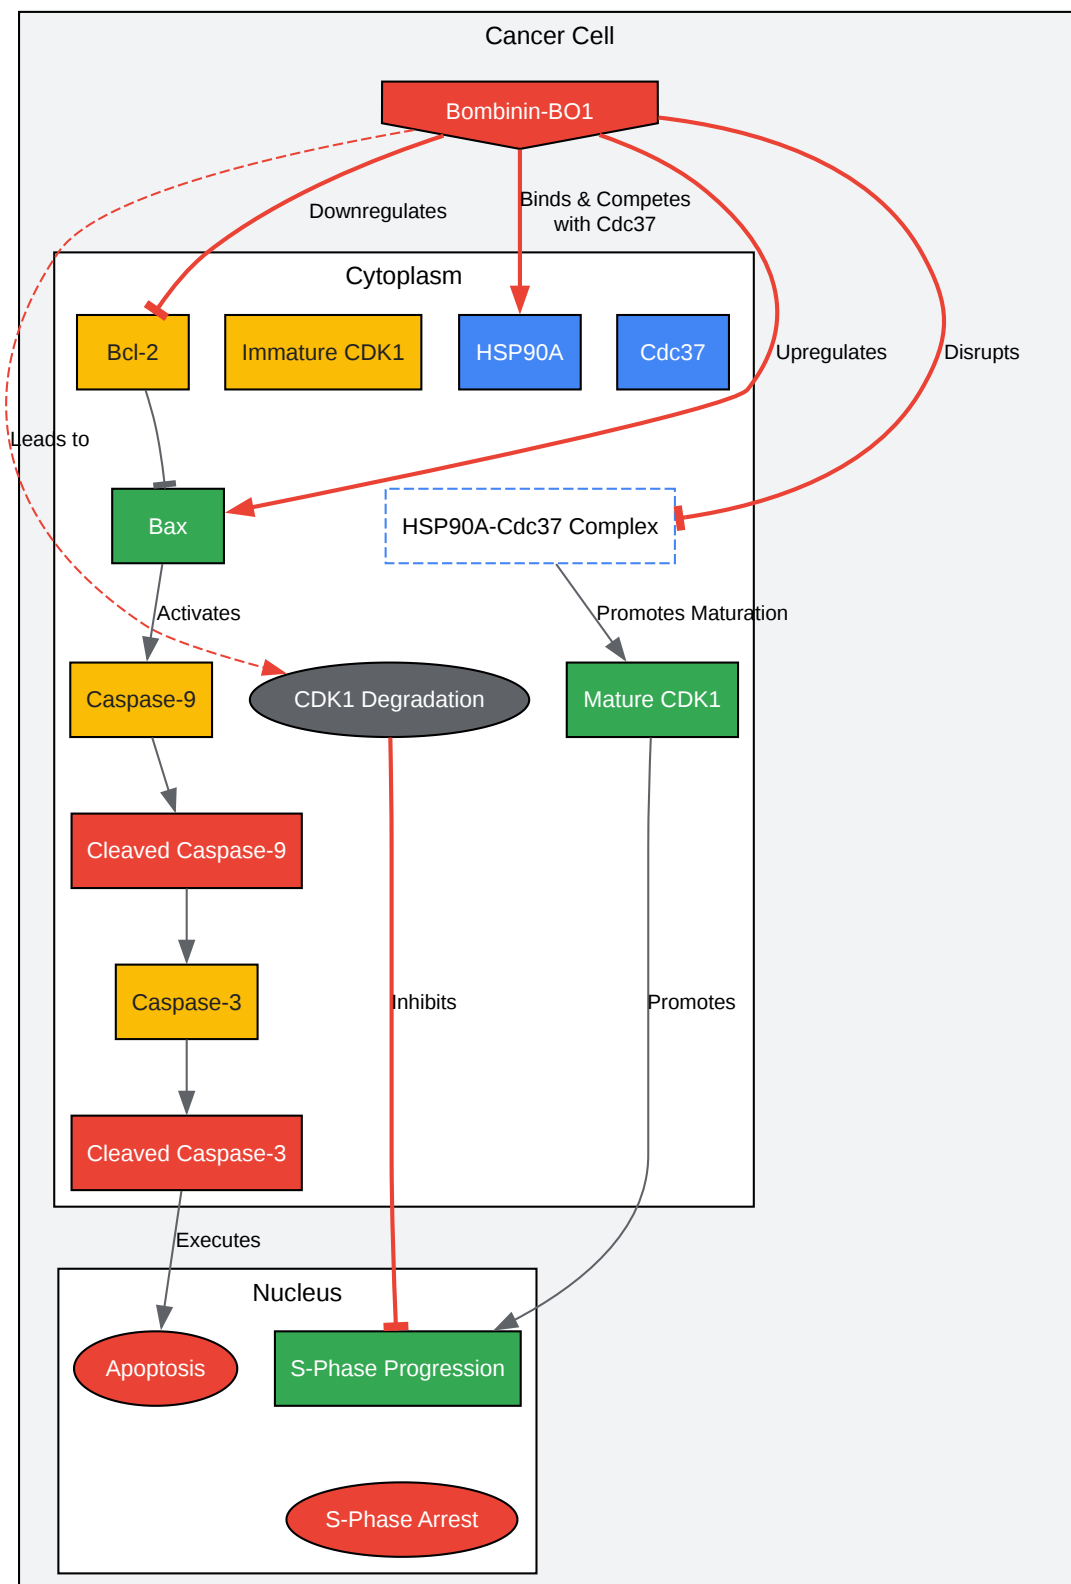 Cancer Cell
Bombinin-BO1
Downregulates
Binds & Competes
with Cdc37
Cytoplasm
Bcl-2
Immature CDK1
HSP90A
Cdc37
Upregulates
Disrupts
Leads to
Bax
HSP90A-Cdc37 Complex
Activates
Promotes Maturation
Caspase-9
CDK1 Degradation
Mature CDK1
Cleaved Caspase-9
Caspase-3
Inhibits
Promotes
Cleaved Caspase-3
Executes
Nucleus
Apoptosis
S-Phase Progression
S-Phase Arrest